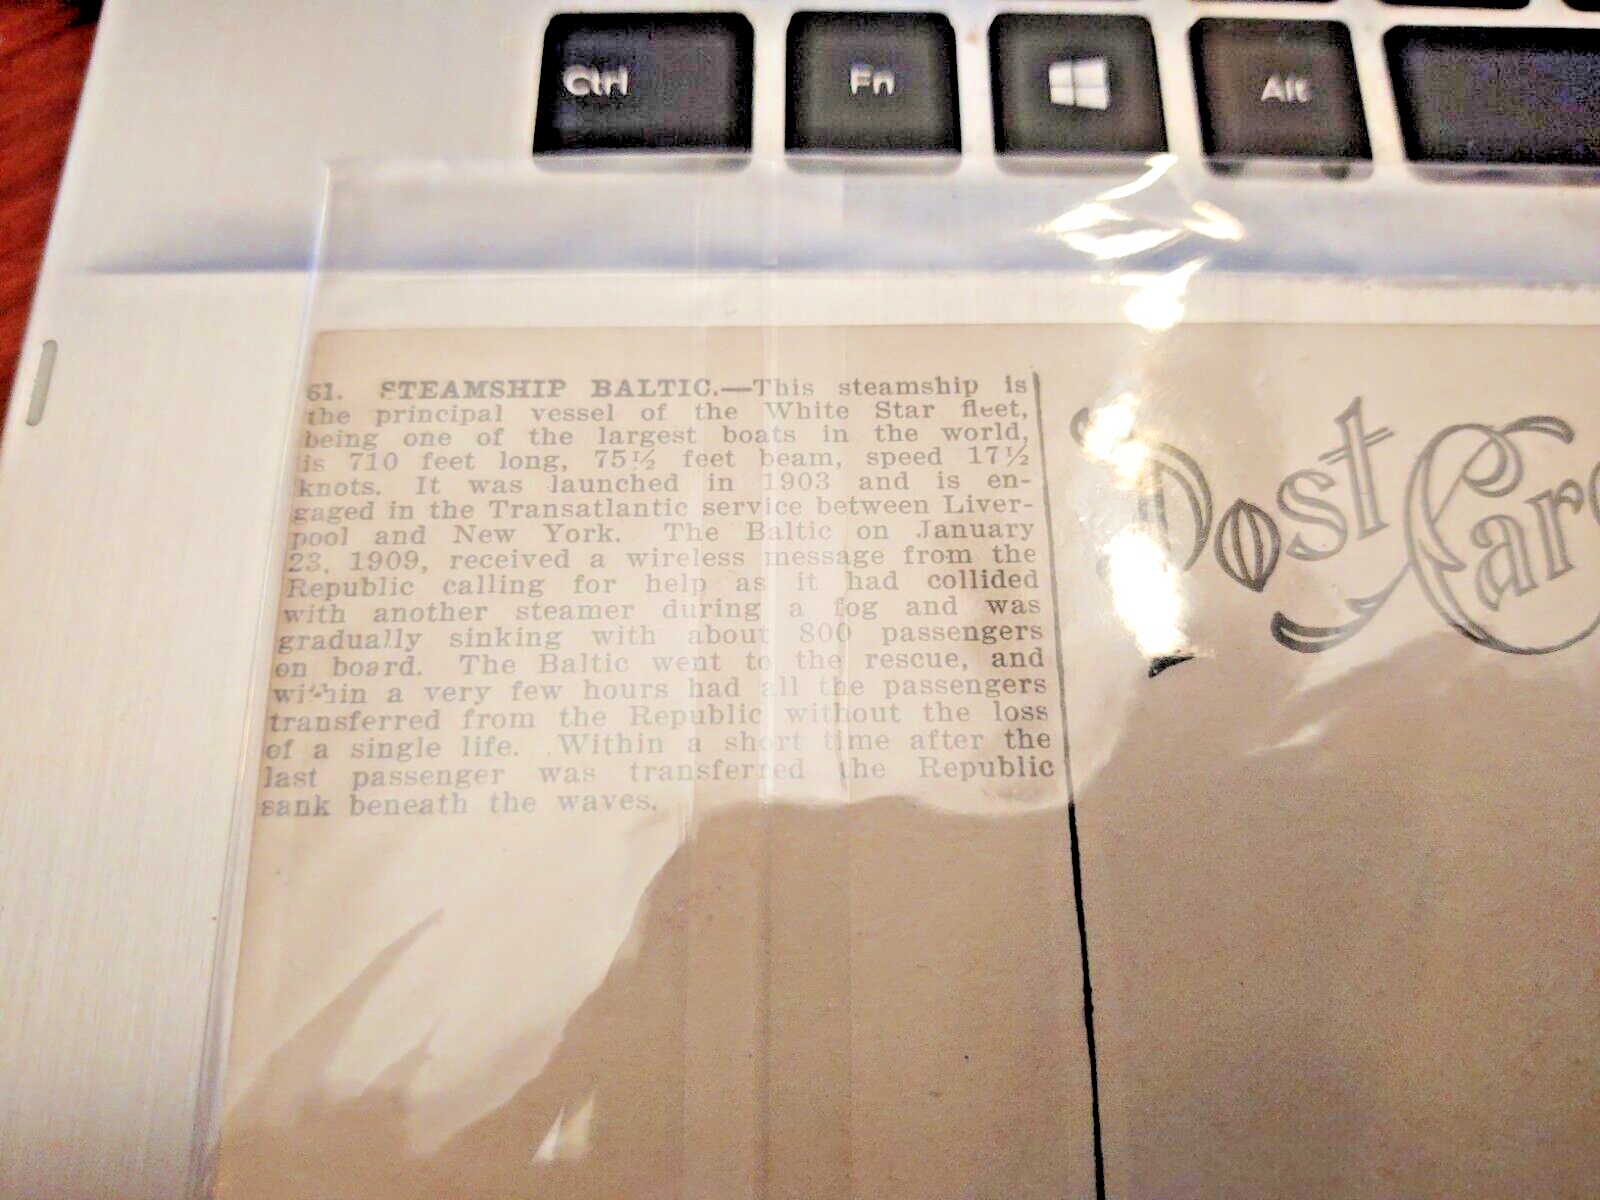 Ctrl Fn Alt
61. STEAMSHIP BALTIC.—This steamship is
the principal vessel of the White Star fleet,
being one of the largest boats in the world,
is 710 feet long, 75½ feet beam, speed 17½
knots. It was launched in 1903 and is en-
gaged in the Transatlantic service between Liver-
pool and New York. The Baltic on January
23, 1909, received a wireless message from the
Republic calling for help as it had collided
with another steamer during a fog and was
gradually sinking with about 800 passengers
on board. The Baltic went to the rescue, and
within a very few hours had all the passengers
transferred from the Republic without the loss
of a single life. Within a short time after the
last passenger was transferred the Republic
sank beneath the waves.
Post Car